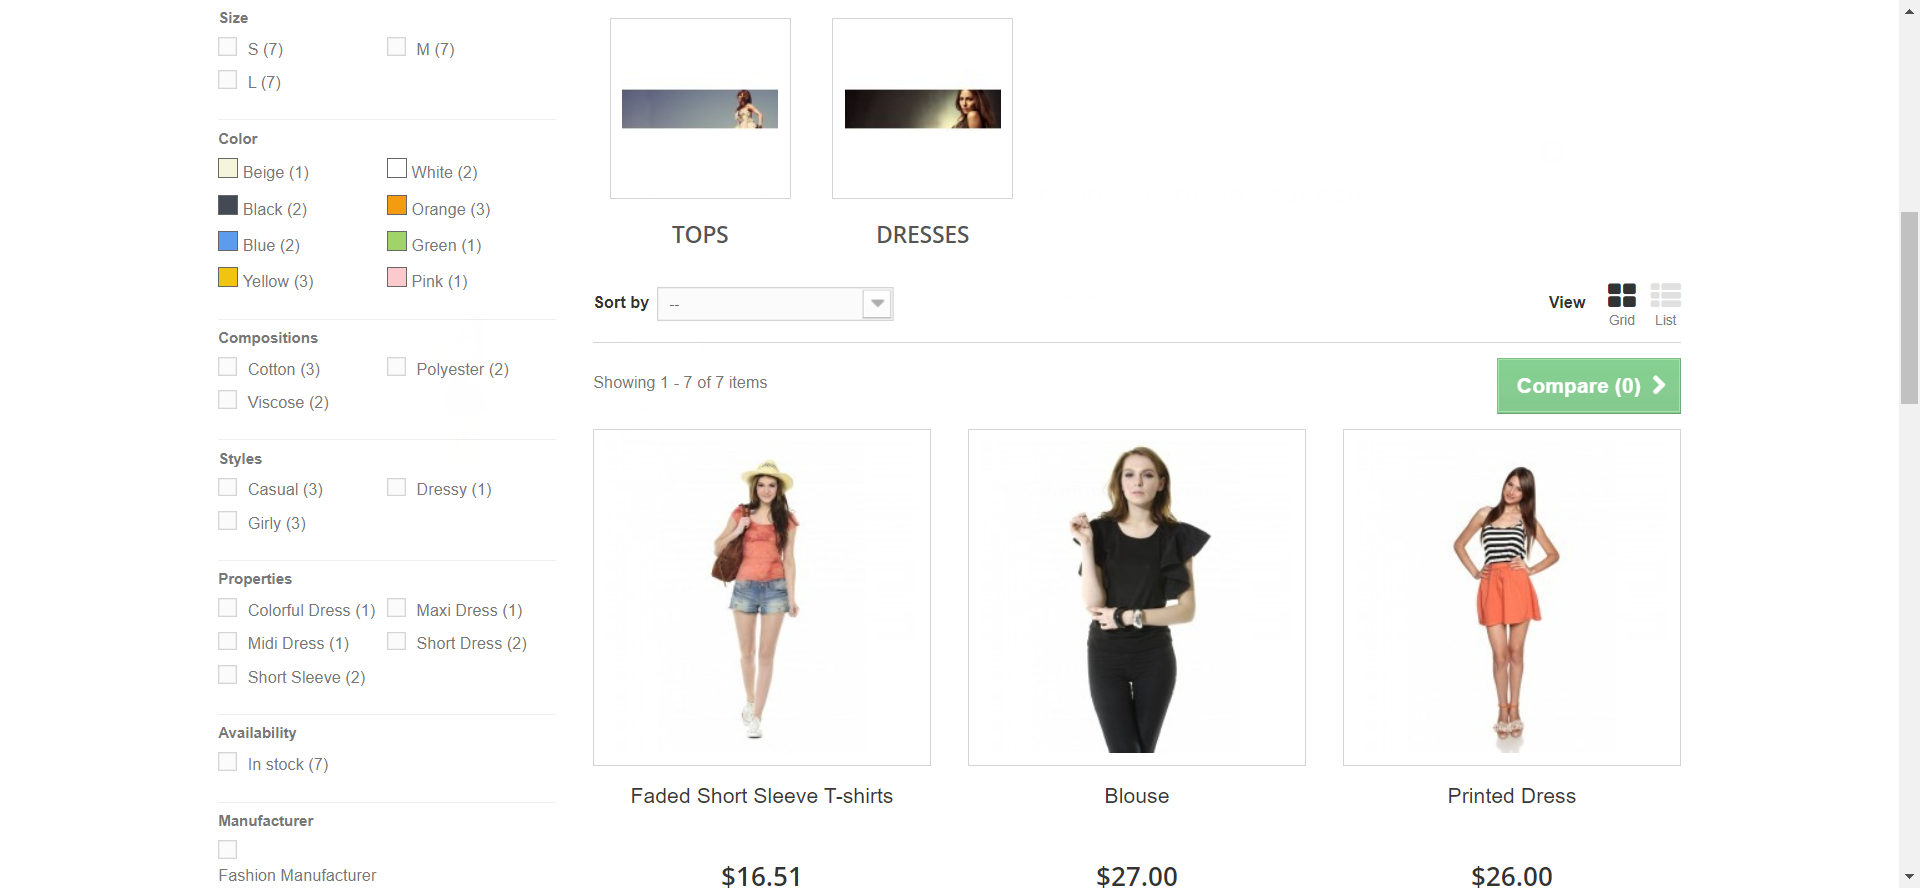 Size
S (7)
M (7)
L (7)
Color
Beige (1)
White (2)
Black (2)
Orange (3)
Blue (2)
Green (1)
Yellow (3)
Pink (1)
Compositions
Cotton (3)
Polyester (2)
Viscose (2)
Styles
Casual (3)
Dressy (1)
Girly (3)
Properties
Colorful Dress (1)
Maxi Dress (1)
Midi Dress (1)
Short Dress (2)
Short Sleeve (2)
Availability
In stock (7)
Manufacturer
Fashion Manufacturer
TOPS
DRESSES
Sort by
--
View
Grid
List
Showing 1 - 7 of 7 items
Compare (0)
Faded Short Sleeve T-shirts
Blouse
Printed Dress
$16.51
$27.00
$26.00